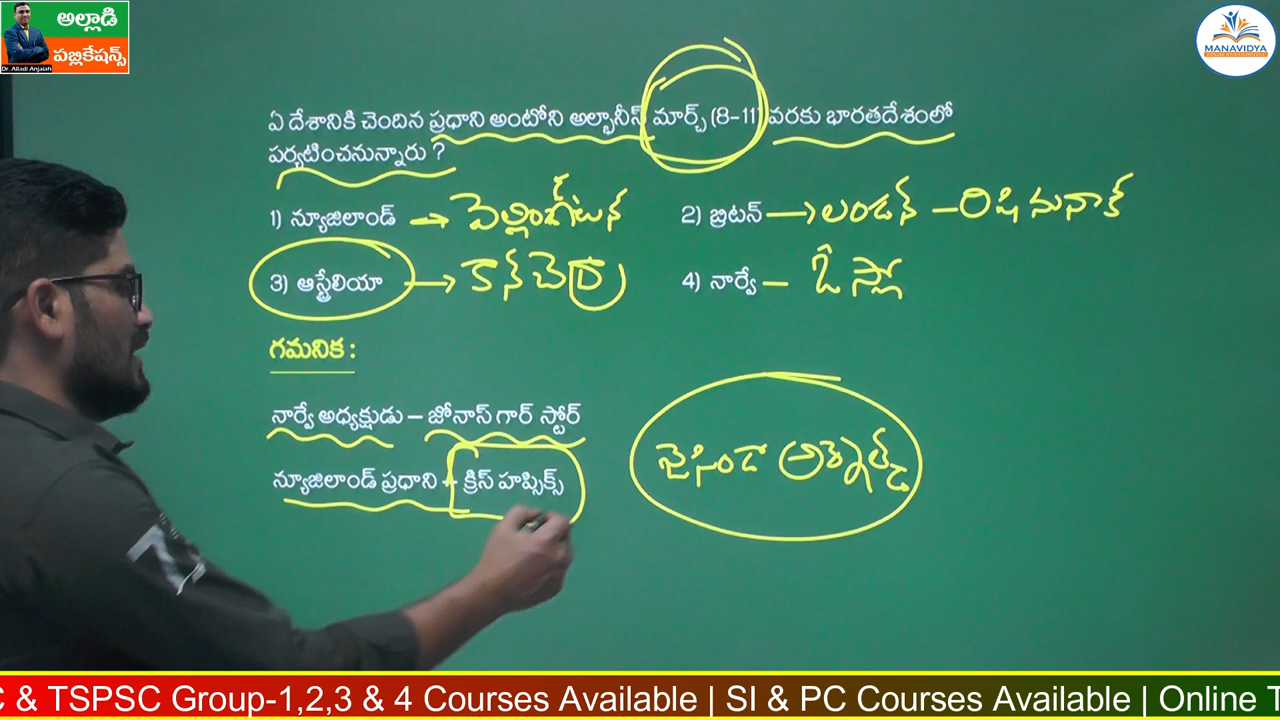 అల్లాడి
పబ్లికేషన్స్
Dr. Alladi Anjaiah
MANAVIDYA
ఏ దేశానికి చెందిన ప్రధాని అంటోని అల్బానీస్ మార్చ్ (8-11) వరకు భారతదేశంలో
పర్యటించనున్నారు ?
1) న్యూజిలాండ్ → వెల్లింగ్టన్
2) బ్రిటన్ → లండన్ - రిషి సునాక్
3) ఆస్ట్రేలియా → కాన్‌బెర్రా
4) నార్వే - ఓస్లో
గమనిక :
నార్వే అధ్యక్షుడు – జోనాస్ గార్ స్టోర్
న్యూజిలాండ్ ప్రధాని – క్రిస్ హప్సిక్స్
జెసిండా
C & TSPSC Group-1,2,3 & 4 Courses Available | SI & PC Courses Available | Online T